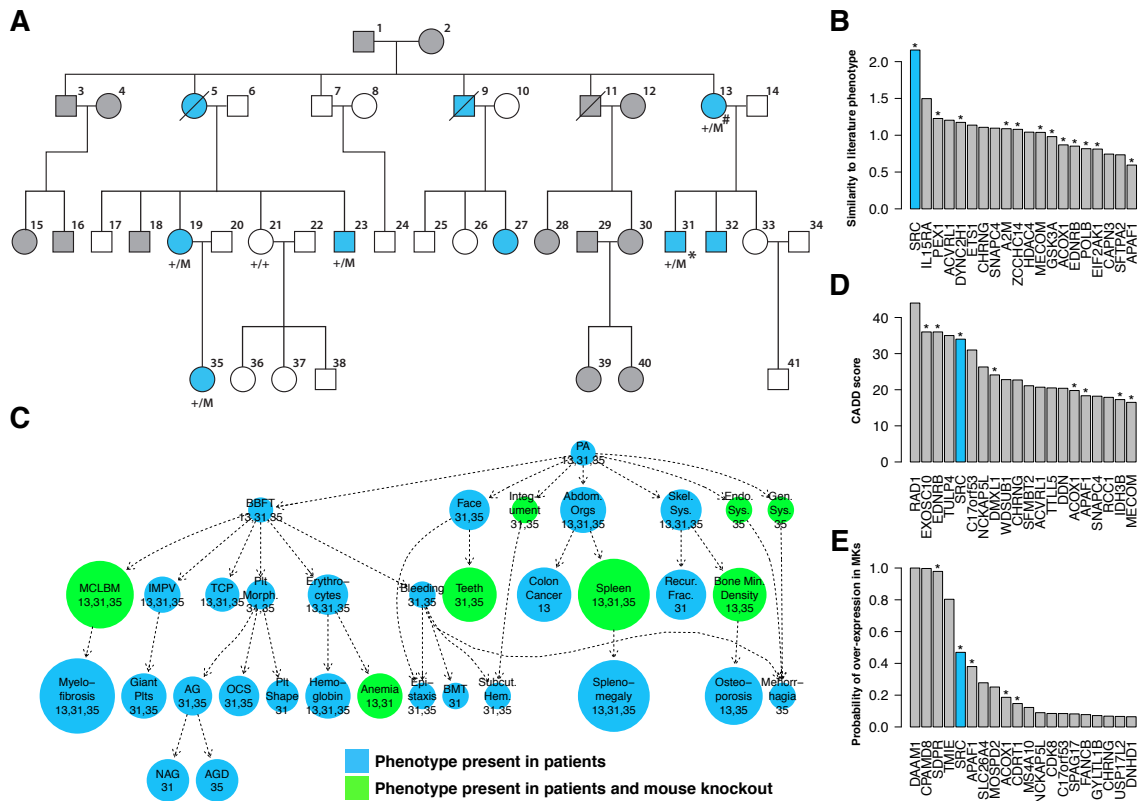 A
1
2
3
4
5
6
7
8
9
10
11
12
13
14
+/M#
15
16
17
18
19
20
21
22
23
24
25
26
27
28
29
30
31
32
33
34
+/M
+/+
+/M
+/M*
35
36
37
38
39
40
41
+/M
B
Similarity to literature phenotype
2.0
1.5
1.0
0.5
0.0
SRC
IL15RA
PEX1
ACVRL1
DYNC2H1
ETS1
CHRNG
SNAPC4
A2M
ZCCHC14
HDAC4
MECOM
GSK3A
ACOX1
EDNRB
POLB
EIF2AK1
CAPN3
SFTPA2
APAF1
D
CADD score
40
30
20
10
0
RAD1
EXOSC10
EDNRB
TULP4
SRC
C17orf53
NCKAP5L
DMXL1
WDSUB1
CHRNG
SFMBT2
ACVRL1
TTLL5
DDN
ACOX1
APAF1
SNAPC4
RUSC2
IDH3B
MECOM
E
Probability of over-expression in MKs
1.0
0.8
0.6
0.4
0.2
0.0
DAAM1
CPAMD8
SDPR
TMIE
SRC
APAF1
SLC26A4
MOSPD2
ACOX1
CDRT1
MS4A10
NCKAP5L
CDK8
C17orf53
SPAG17
FANCB
GYLTL1B
CHRNG
USP17L2
DNHD1
C
PA
13,31,35
BBFT
13,31,35
Face
31,35
Integ-
ument
31,35
Abdom.
Orgs
13,31,35
Skel.
Sys.
13,31,35
Endo.
Sys.
35
Gen.
Sys.
35
MCLBM
13,31,35
IMPV
13,31,35
TCP
13,31,35
Plt
Morph.
31,35
Erythro-
cytes
13,31,35
Bleeding
31,35
Teeth
31,35
Colon
Cancer
13
Spleen
13,31,35
Recur.
Frac.
31
Bone Min.
Density
13,35
Myelo-
fibrosis
13,31,35
Giant
Plts
31,35
AG
31,35
OCS
31,35
Plt
Shape
31
Hemo-
globin
13,31,35
Anemia
13,31
Epi-
staxis
31,35
BMT
31
Subcut.
Hem.
31,35
Spleno-
megaly
13,31,35
Osteo-
porosis
13,35
Menorr-
hagia
35
NAG
31
AGD
35
Phenotype present in patients
Phenotype present in patients and mouse knockout